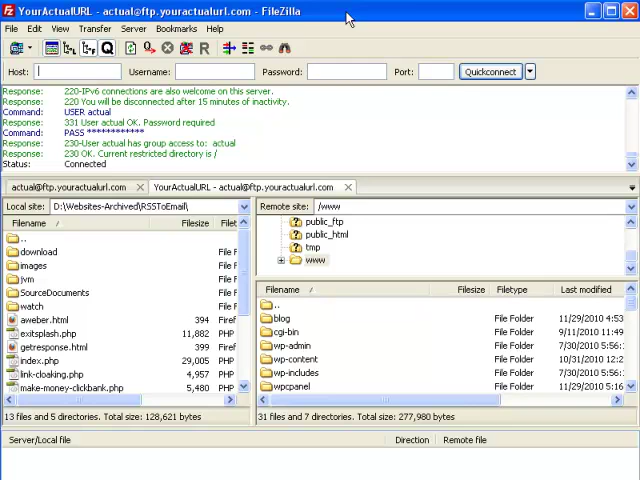 YourActualURL - actual@ftp.youractualurl.com - FileZilla
File Edit View Transfer Server Bookmarks Help
Host: Username: Password: Port: Quickconnect
Response: 220-IPv6 connections are also welcome on this server.
Response: 220 You will be disconnected after 15 minutes of inactivity.
Command: USER actual
Response: 331 User actual OK. Password required
Command: PASS ************
Response: 230-User actual has group access to: actual
Response: 230 OK. Current restricted directory is /
Status: Connected
actual@ftp.youractualurl.com YourActualURL - actual@ftp.youractualurl.com
Local site: D:\Websites-Archived\RSSToEmail\ Remote site: /www
public_ftp
public_html
tmp
www
Filename Filesize Filet
..
download File F
images File F
jvm File F
SourceDocuments File F
watch File F
aweber.html 394 Firef
exitsplash.php 11,882 PHP
getresponse.html 399 Firef
index.php 29,005 PHP
link-cloaking.php 4,957 PHP
make-money-clickbank.php 5,480 PHP
Filename Filesize Filetype Last modified
..
blog File Folder 11/29/2010 4:53
cgi-bin File Folder 9/11/2010 11:49
wp-admin File Folder 7/30/2010 5:56:
wp-content File Folder 10/31/2010 12:2
wp-includes File Folder 7/30/2010 5:56:
wpcpanel File Folder 11/29/2010
13 files and 5 directories. Total size: 128,621 bytes
31 files and 7 directories. Total size: 277,980 bytes
Server/Local file Direction Remote file